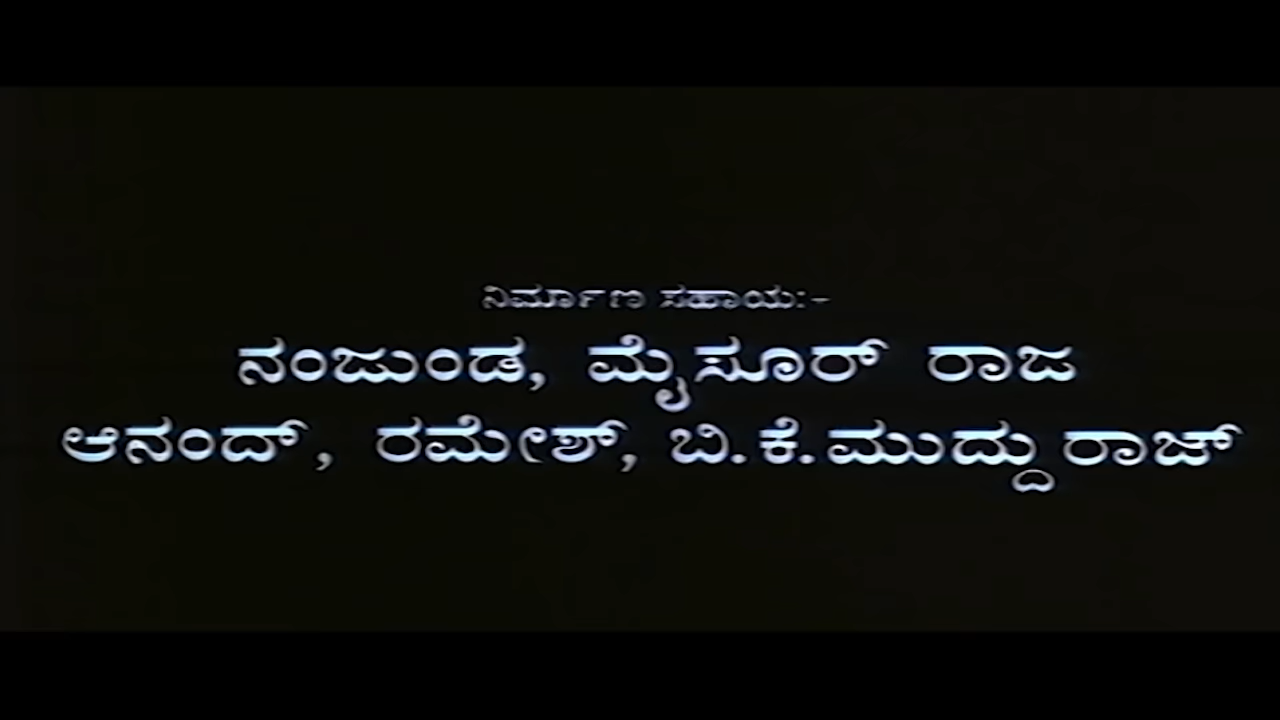 ನಿರ್ಮಾಣ ಸಹಾಯ:-
ನಂಜುಂಡ, ಮೈಸೂರ್ ರಾಜ
ಆನಂದ್, ರಮೇಶ್, ಬಿ.ಕೆ.ಮುದ್ದುರಾಜ್